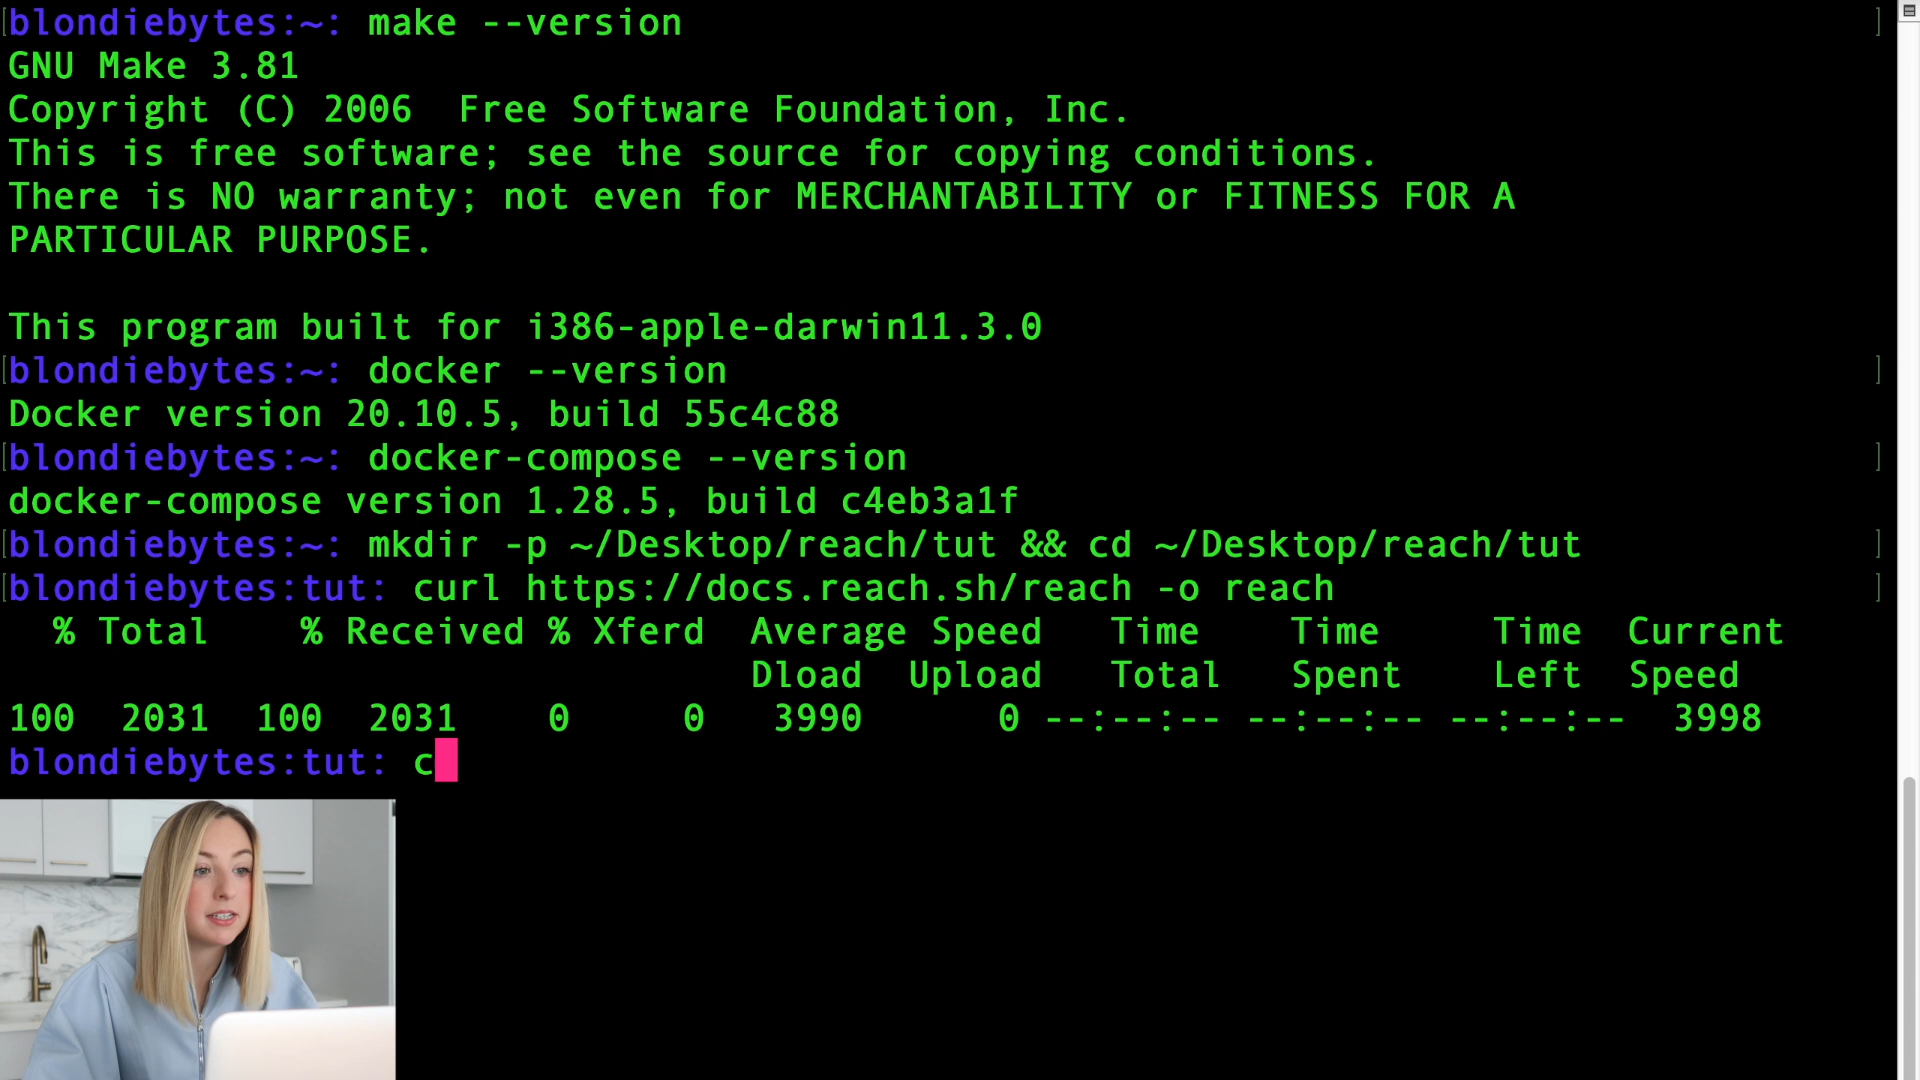 blondiebytes:~: make --version
GNU Make 3.81
Copyright (C) 2006  Free Software Foundation, Inc.
This is free software; see the source for copying conditions.
There is NO warranty; not even for MERCHANTABILITY or FITNESS FOR A
PARTICULAR PURPOSE.
This program built for i386-apple-darwin11.3.0
blondiebytes:~: docker --version
Docker version 20.10.5, build 55c4c88
blondiebytes:~: docker-compose --version
docker-compose version 1.28.5, build c4eb3a1f
blondiebytes:~: mkdir -p ~/Desktop/reach/tut && cd ~/Desktop/reach/tut
blondiebytes:tut: curl https://docs.reach.sh/reach -o reach
% Total    % Received % Xferd  Average Speed   Time    Time     Time  Current
Dload  Upload   Total   Spent    Left  Speed
100  2031  100  2031    0     0   3990      0 --:--:-- --:--:-- --:--:--  3998
blondiebytes:tut: c